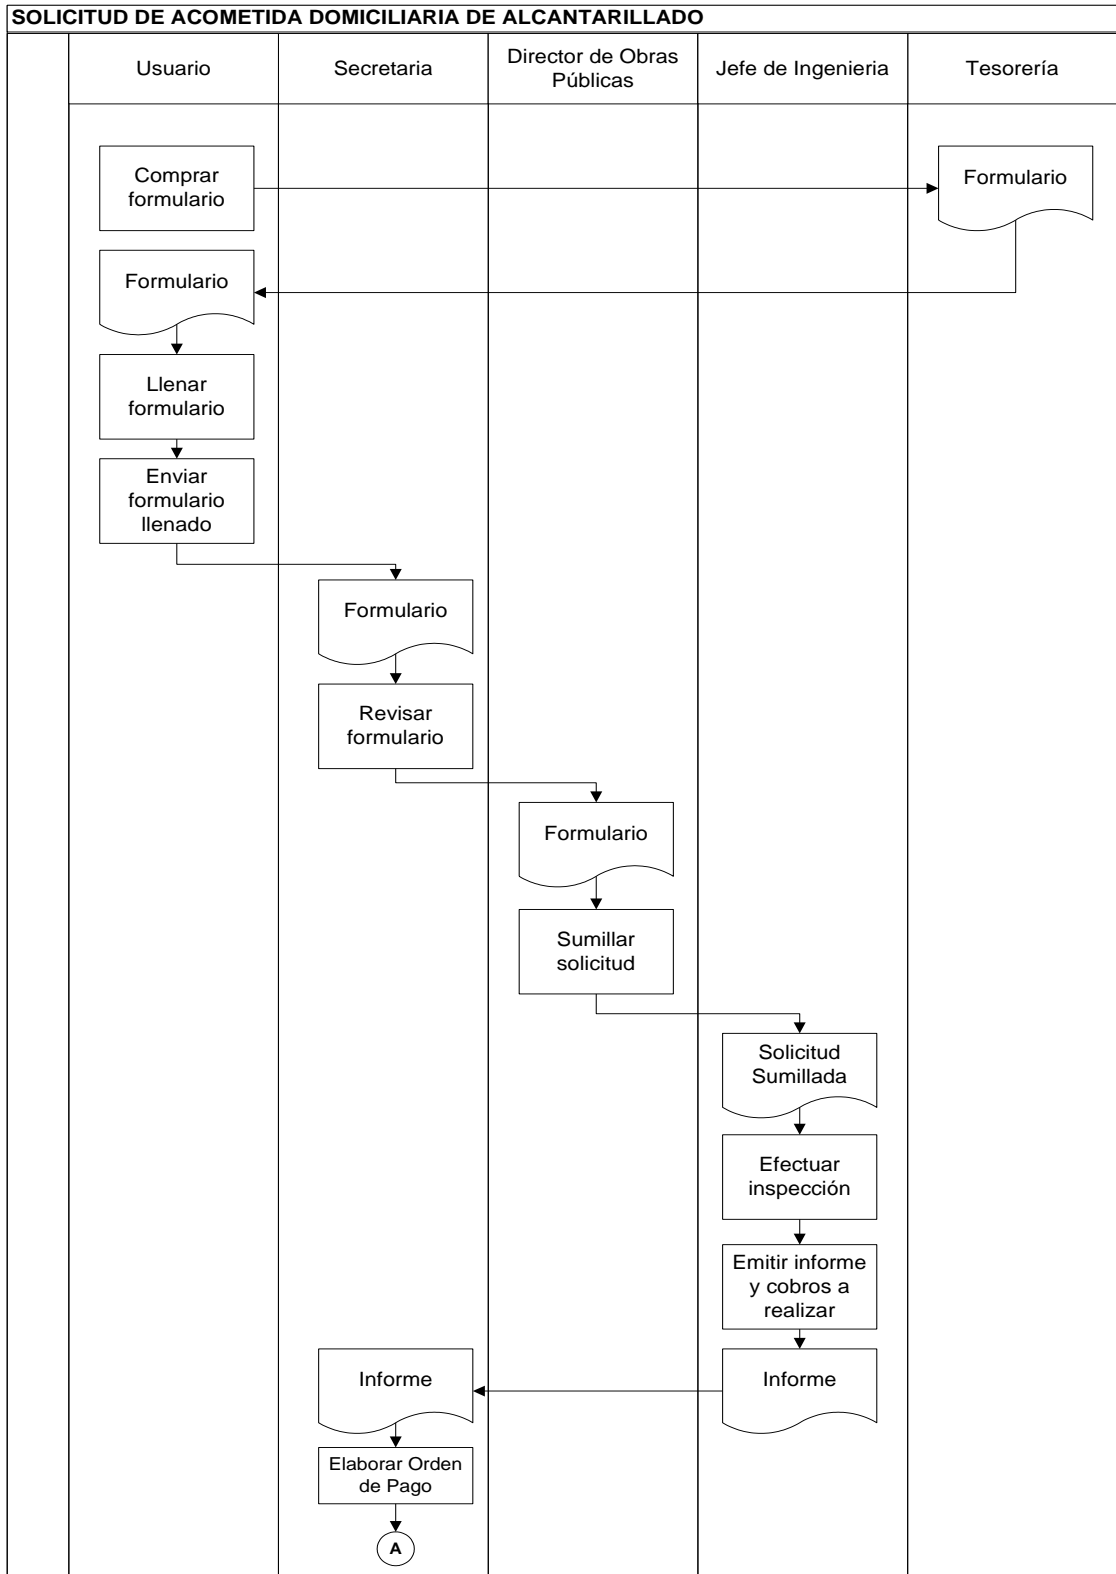 SOLICITUD DE ACOMETIDA DOMICILIARIA DE ALCANTARILLADO
Usuario
Secretaria
Director de Obras
Públicas
Jefe de Ingenieria
Tesorería
Comprar
formulario
Formulario
Formulario
Llenar
formulario
Enviar
formulario
llenado
Formulario
Revisar
formulario
Formulario
Sumillar
solicitud
Solicitud
Sumillada
Efectuar
inspección
Emitir informe
y cobros a
realizar
Informe
Informe
Elaborar Orden
de Pago
A